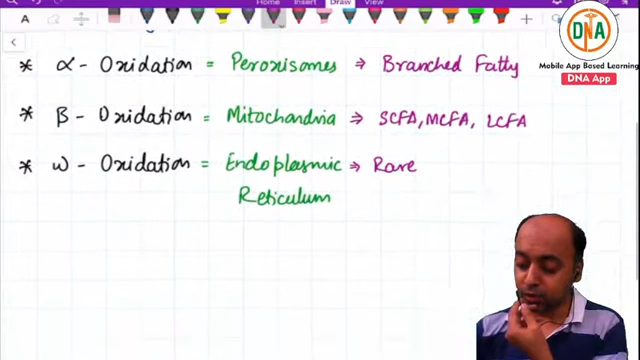 Home Insert Draw View
DNA
Mobile App Based Learning
DNA App
A
* α - Oxidation = Peroxisomes ⇒ Branched Fatty
* β - Oxidation = Mitochandria ⇒ SCFA, MCFA, LCFA
* ω - Oxidation = Endoplasmic ⇒ Rare
Reticulum